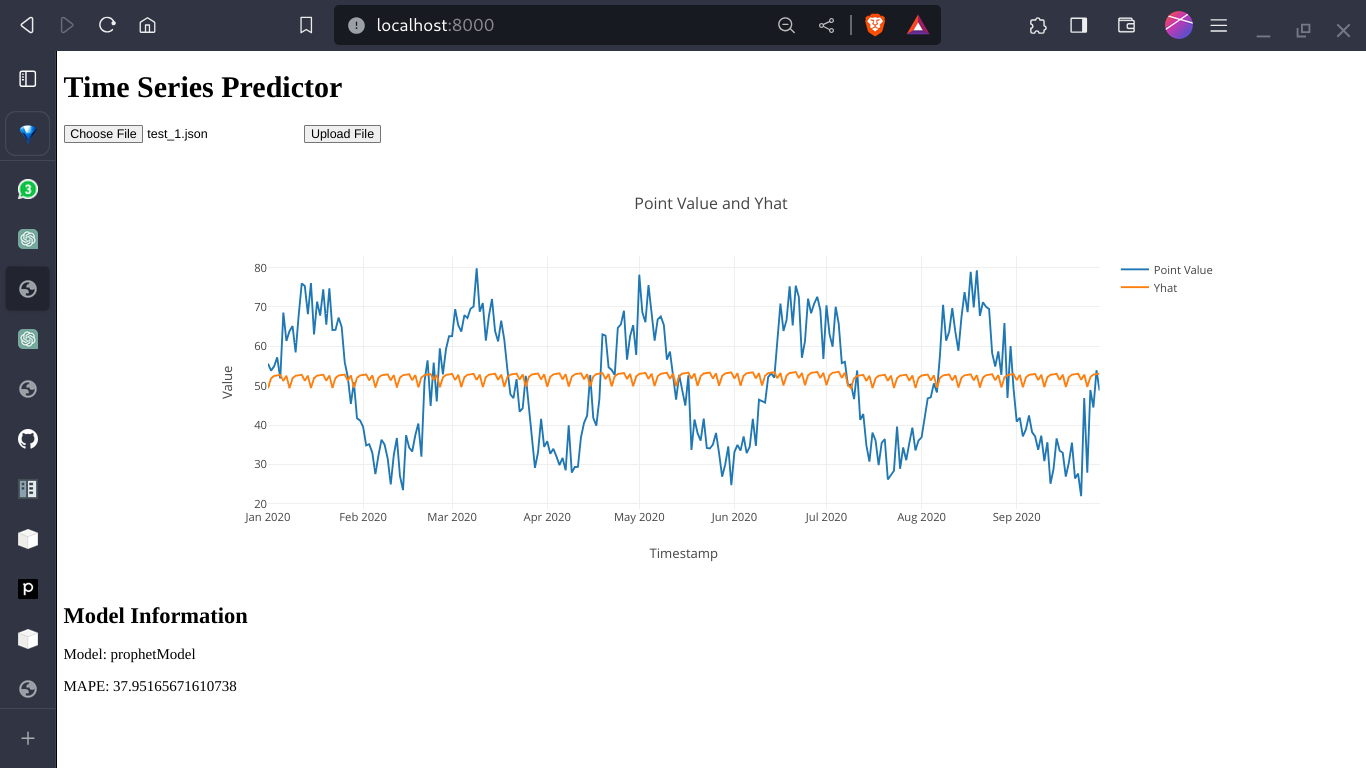 localhost:8000
3
Time Series Predictor
Choose File test_1.json Upload File
Point Value and Yhat
Point Value
Yhat
Value
80
70
60
50
40
30
20
Jan 2020 Feb 2020 Mar 2020 Apr 2020 May 2020 Jun 2020 Jul 2020 Aug 2020 Sep 2020
Timestamp
p
Model Information
Model: prophetModel
MAPE: 37.95165671610738